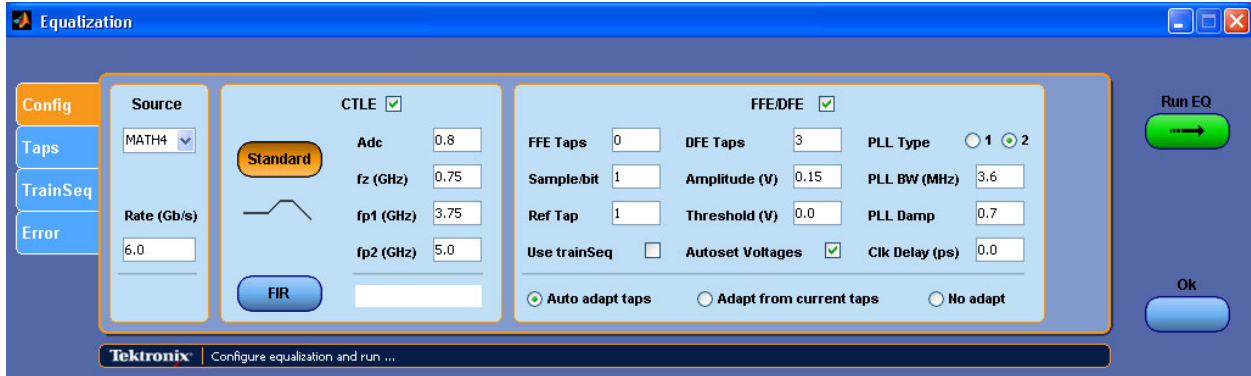 Equalization
Config
Taps
TrainSeq
Error
Source
MATH4
Rate (Gb/s)
6.0
CTLE
Standard
FIR
Adc 0.8
fz (GHz) 0.75
fp1 (GHz) 3.75
fp2 (GHz) 5.0
FFE/DFE
FFE Taps 0 DFE Taps 3 PLL Type 1 2
Sample/bit 1 Amplitude (V) 0.15 PLL BW (MHz) 3.6
Ref Tap 1 Threshold (V) 0.0 PLL Damp 0.7
Use trainSeq Autoset Voltages Clk Delay (ps) 0.0
Auto adapt taps Adapt from current taps No adapt
Run EQ
Ok
Tektronix Configure equalization and run ...